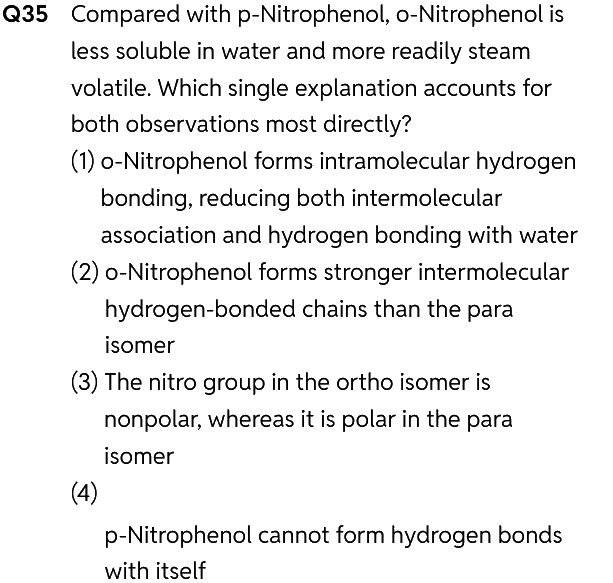 Q35 Compared with p-Nitrophenol, o-Nitrophenol is
less soluble in water and more readily steam
volatile. Which single explanation accounts for
both observations most directly?
(1) o-Nitrophenol forms intramolecular hydrogen
bonding, reducing both intermolecular
association and hydrogen bonding with water
(2) o-Nitrophenol forms stronger intermolecular
hydrogen-bonded chains than the para
isomer
(3) The nitro group in the ortho isomer is
nonpolar, whereas it is polar in the para
isomer
(4)
p-Nitrophenol cannot form hydrogen bonds
with itself